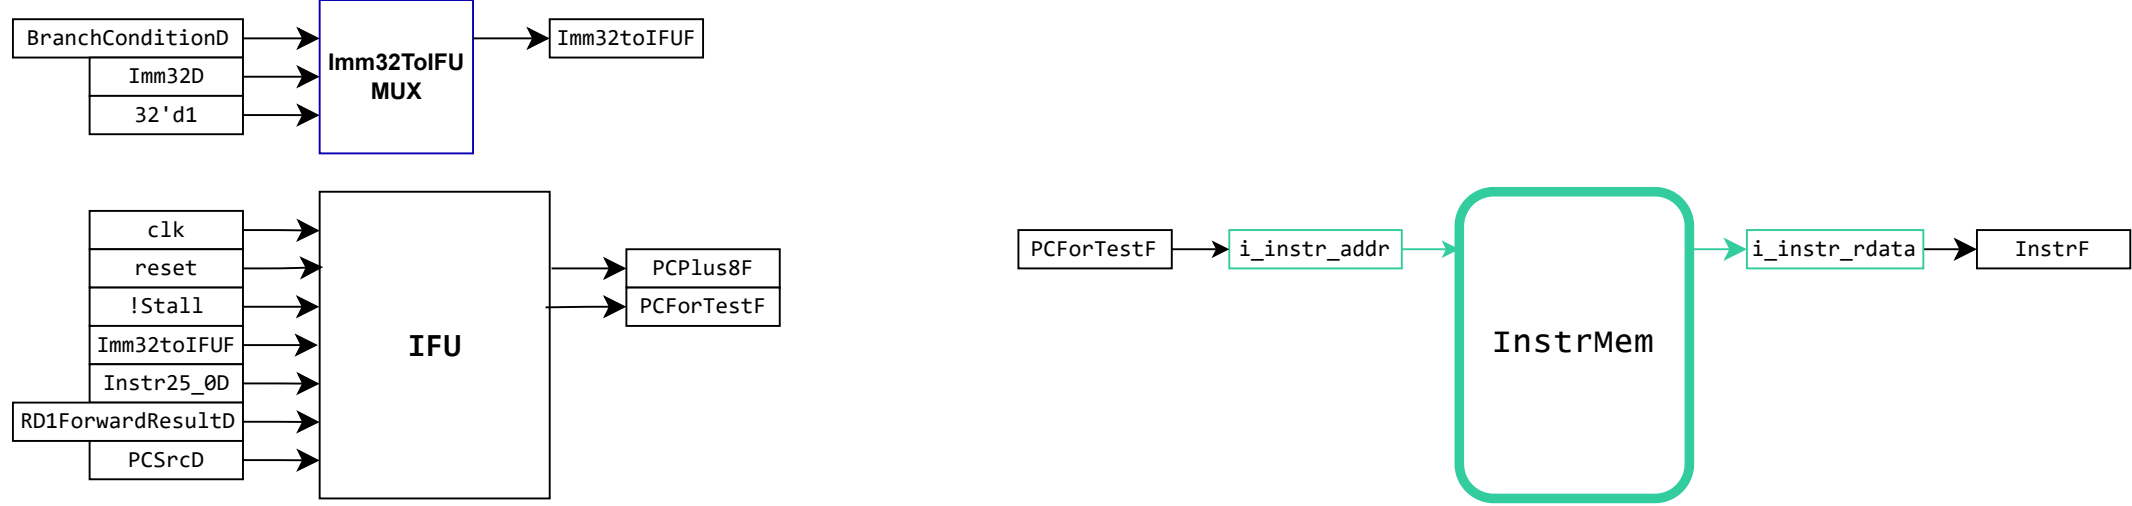 BranchConditionD
Imm32D
32'd1
Imm32ToIFU
MUX
Imm32toIFUF
clk
reset
!Stall
Imm32toIFUF
Instr25_0D
RD1ForwardResultD
PCSrcD
IFU
PCPlus8F
PCForTestF
PCForTestF
i_instr_addr
InstrMem
i_instr_rdata
InstrF